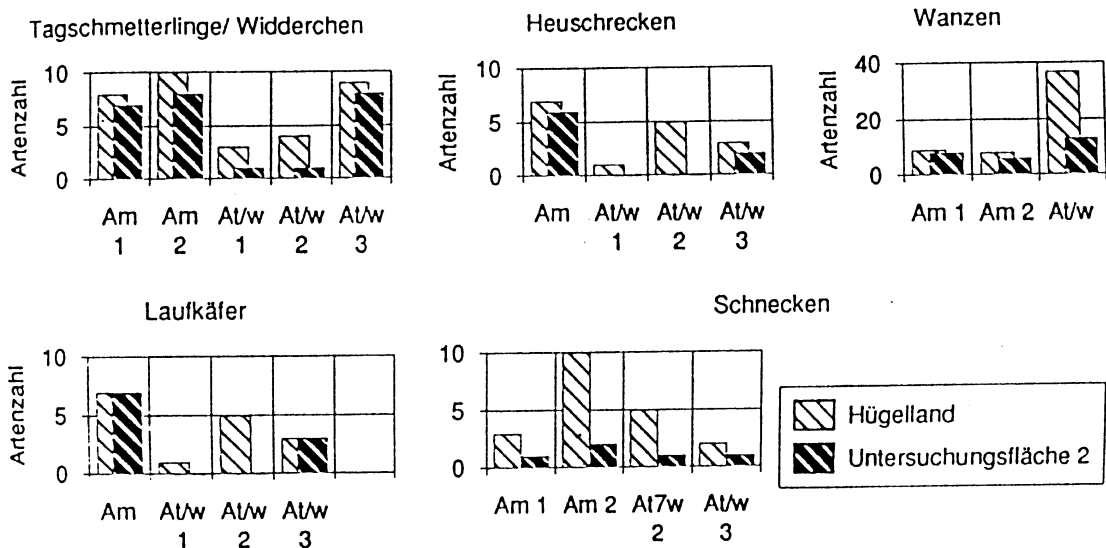 Tagschmetterlinge/ Widderchen
Artenzahl
10
5
0
Am 1
Am 2
At/w 1
At/w 2
At/w 3
Heuschrecken
Artenzahl
10
5
0
Am
At/w 1
At/w 2
At/w 3
Wanzen
Artenzahl
40
20
0
Am 1
Am 2
At/w
Laufkäfer
Artenzahl
10
5
0
Am
At/w 1
At/w 2
At/w 3
Schnecken
10
5
0
Am 1
Am 2
At7w 2
At/w 3
Hügelland
Untersuchungsfläche 2